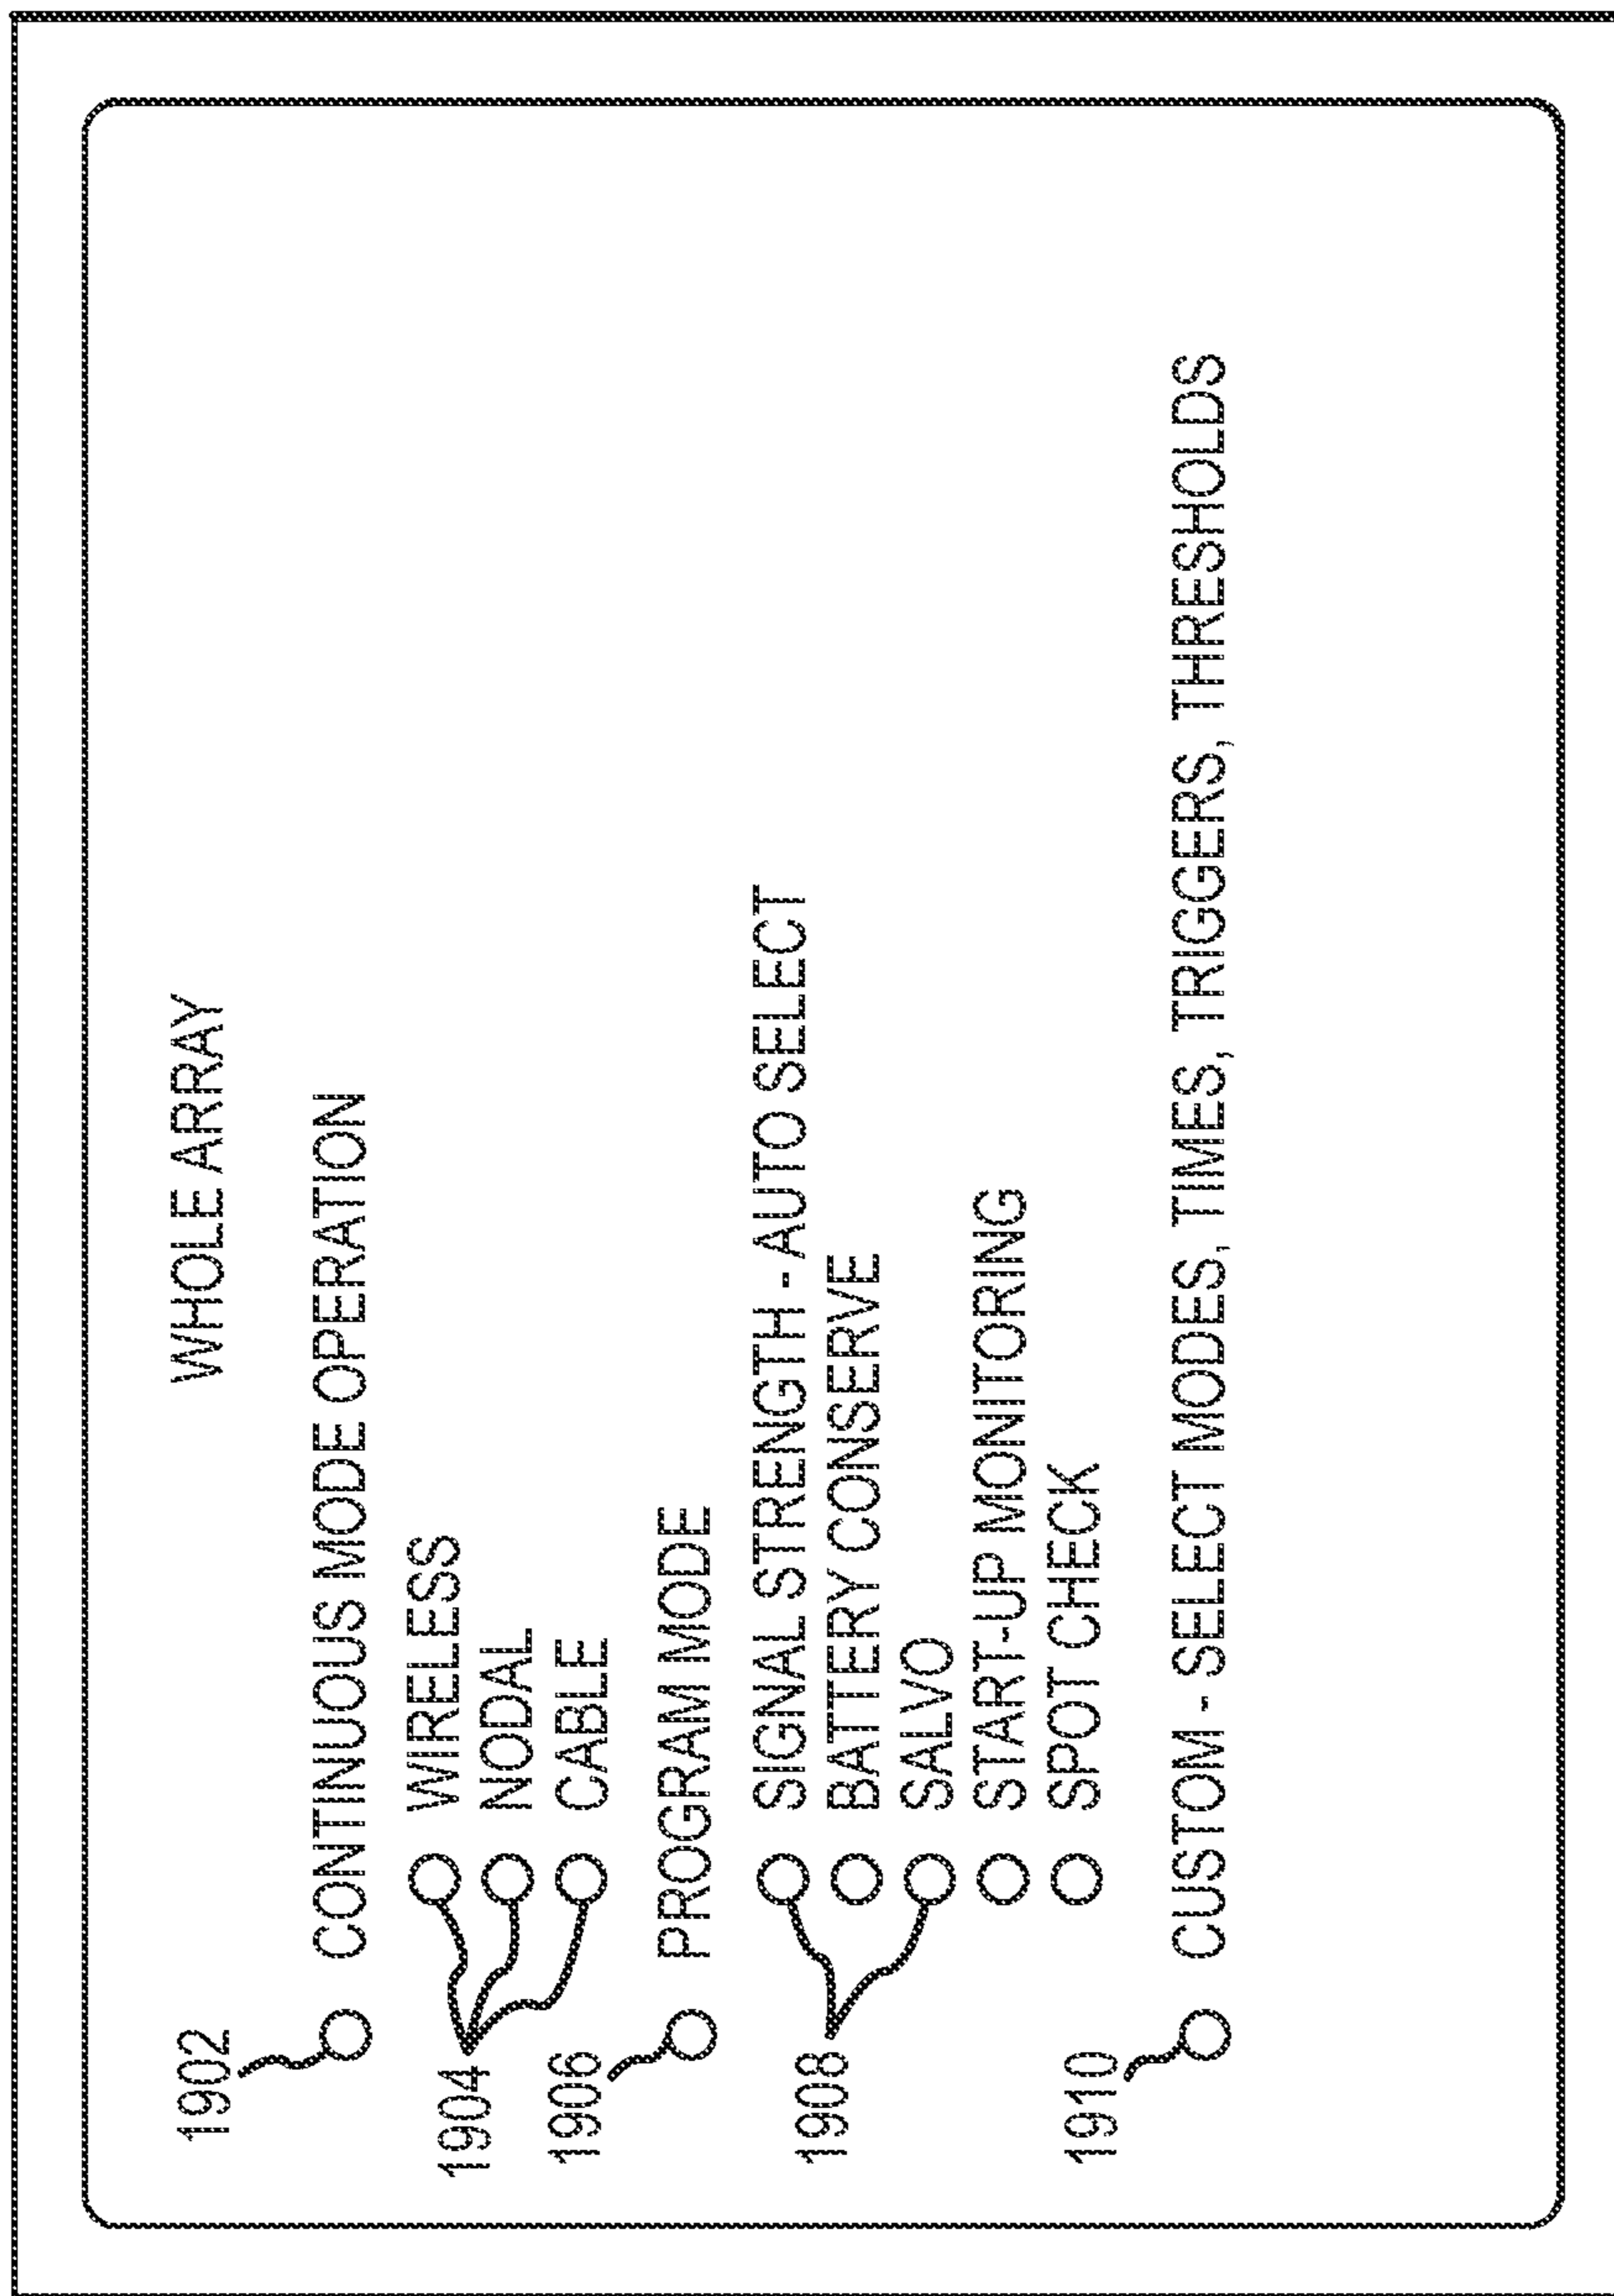 WHOLE ARRAY
1902
CONTINUOUS MODE OPERATION
WIRELESS
1904
NODAL
CABLE
1906
PROGRAM MODE
SIGNAL STRENGTH - AUTO SELECT
1908
BATTERY CONSERVE
SALVO
START-UP MONITORING
SPOT CHECK
1910
CUSTOM - SELECT MODES, TIMES, TRIGGERS, THRESHOLDS